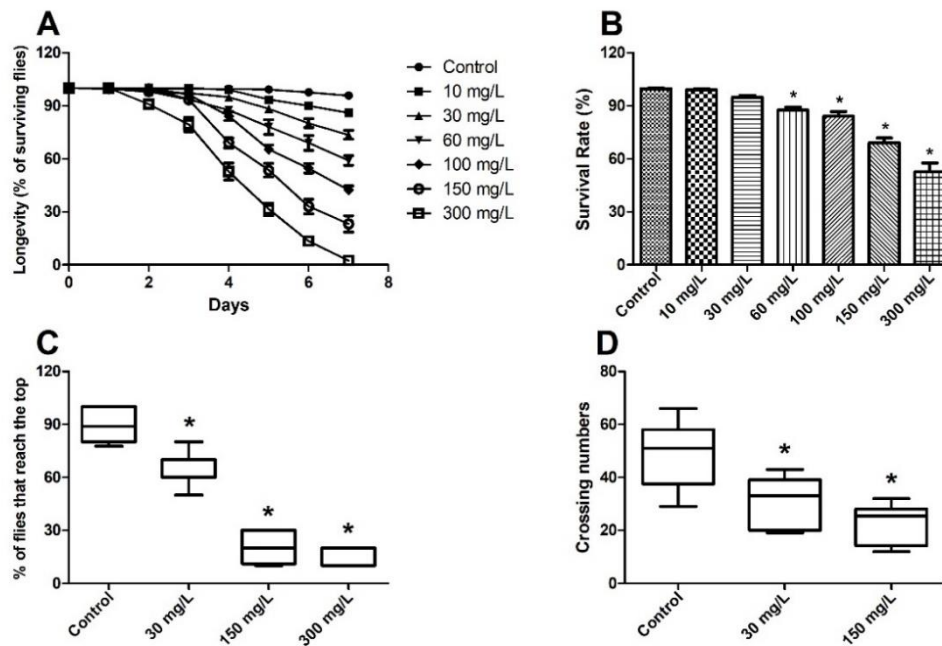 A
Longevity (% of surviving flies)
120
90
60
30
0
0
2
4
6
8
Days
Control
10 mg/L
30 mg/L
60 mg/L
100 mg/L
150 mg/L
300 mg/L
B
Survival Rate (%)
120
90
60
30
0
*
*
*
*
Control
10 mg/L
30 mg/L
60 mg/L
100 mg/L
150 mg/L
300 mg/L
C
% of flies that reach the top
120
90
60
30
0
*
*
*
Control
30 mg/L
150 mg/L
300 mg/L
D
Crossing numbers
80
60
40
20
0
*
*
Control
30 mg/L
150 mg/L